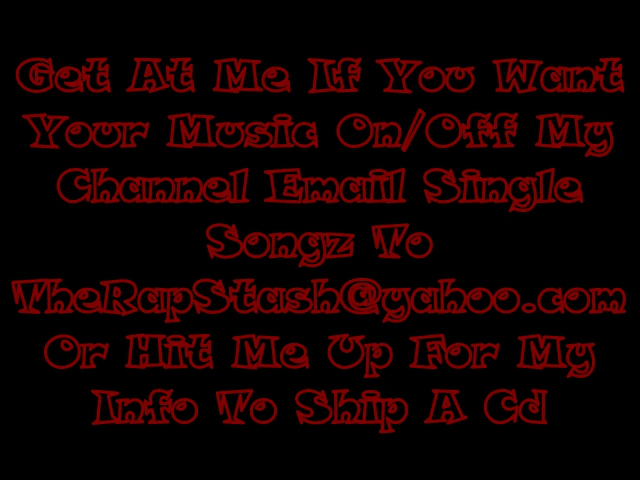 Get At Me If You Want
Your Music On/Off My
Channel Email Single
Songz To
TheRapStash@yahoo.com
Or Hit Me Up For My
Info To Ship A Cd